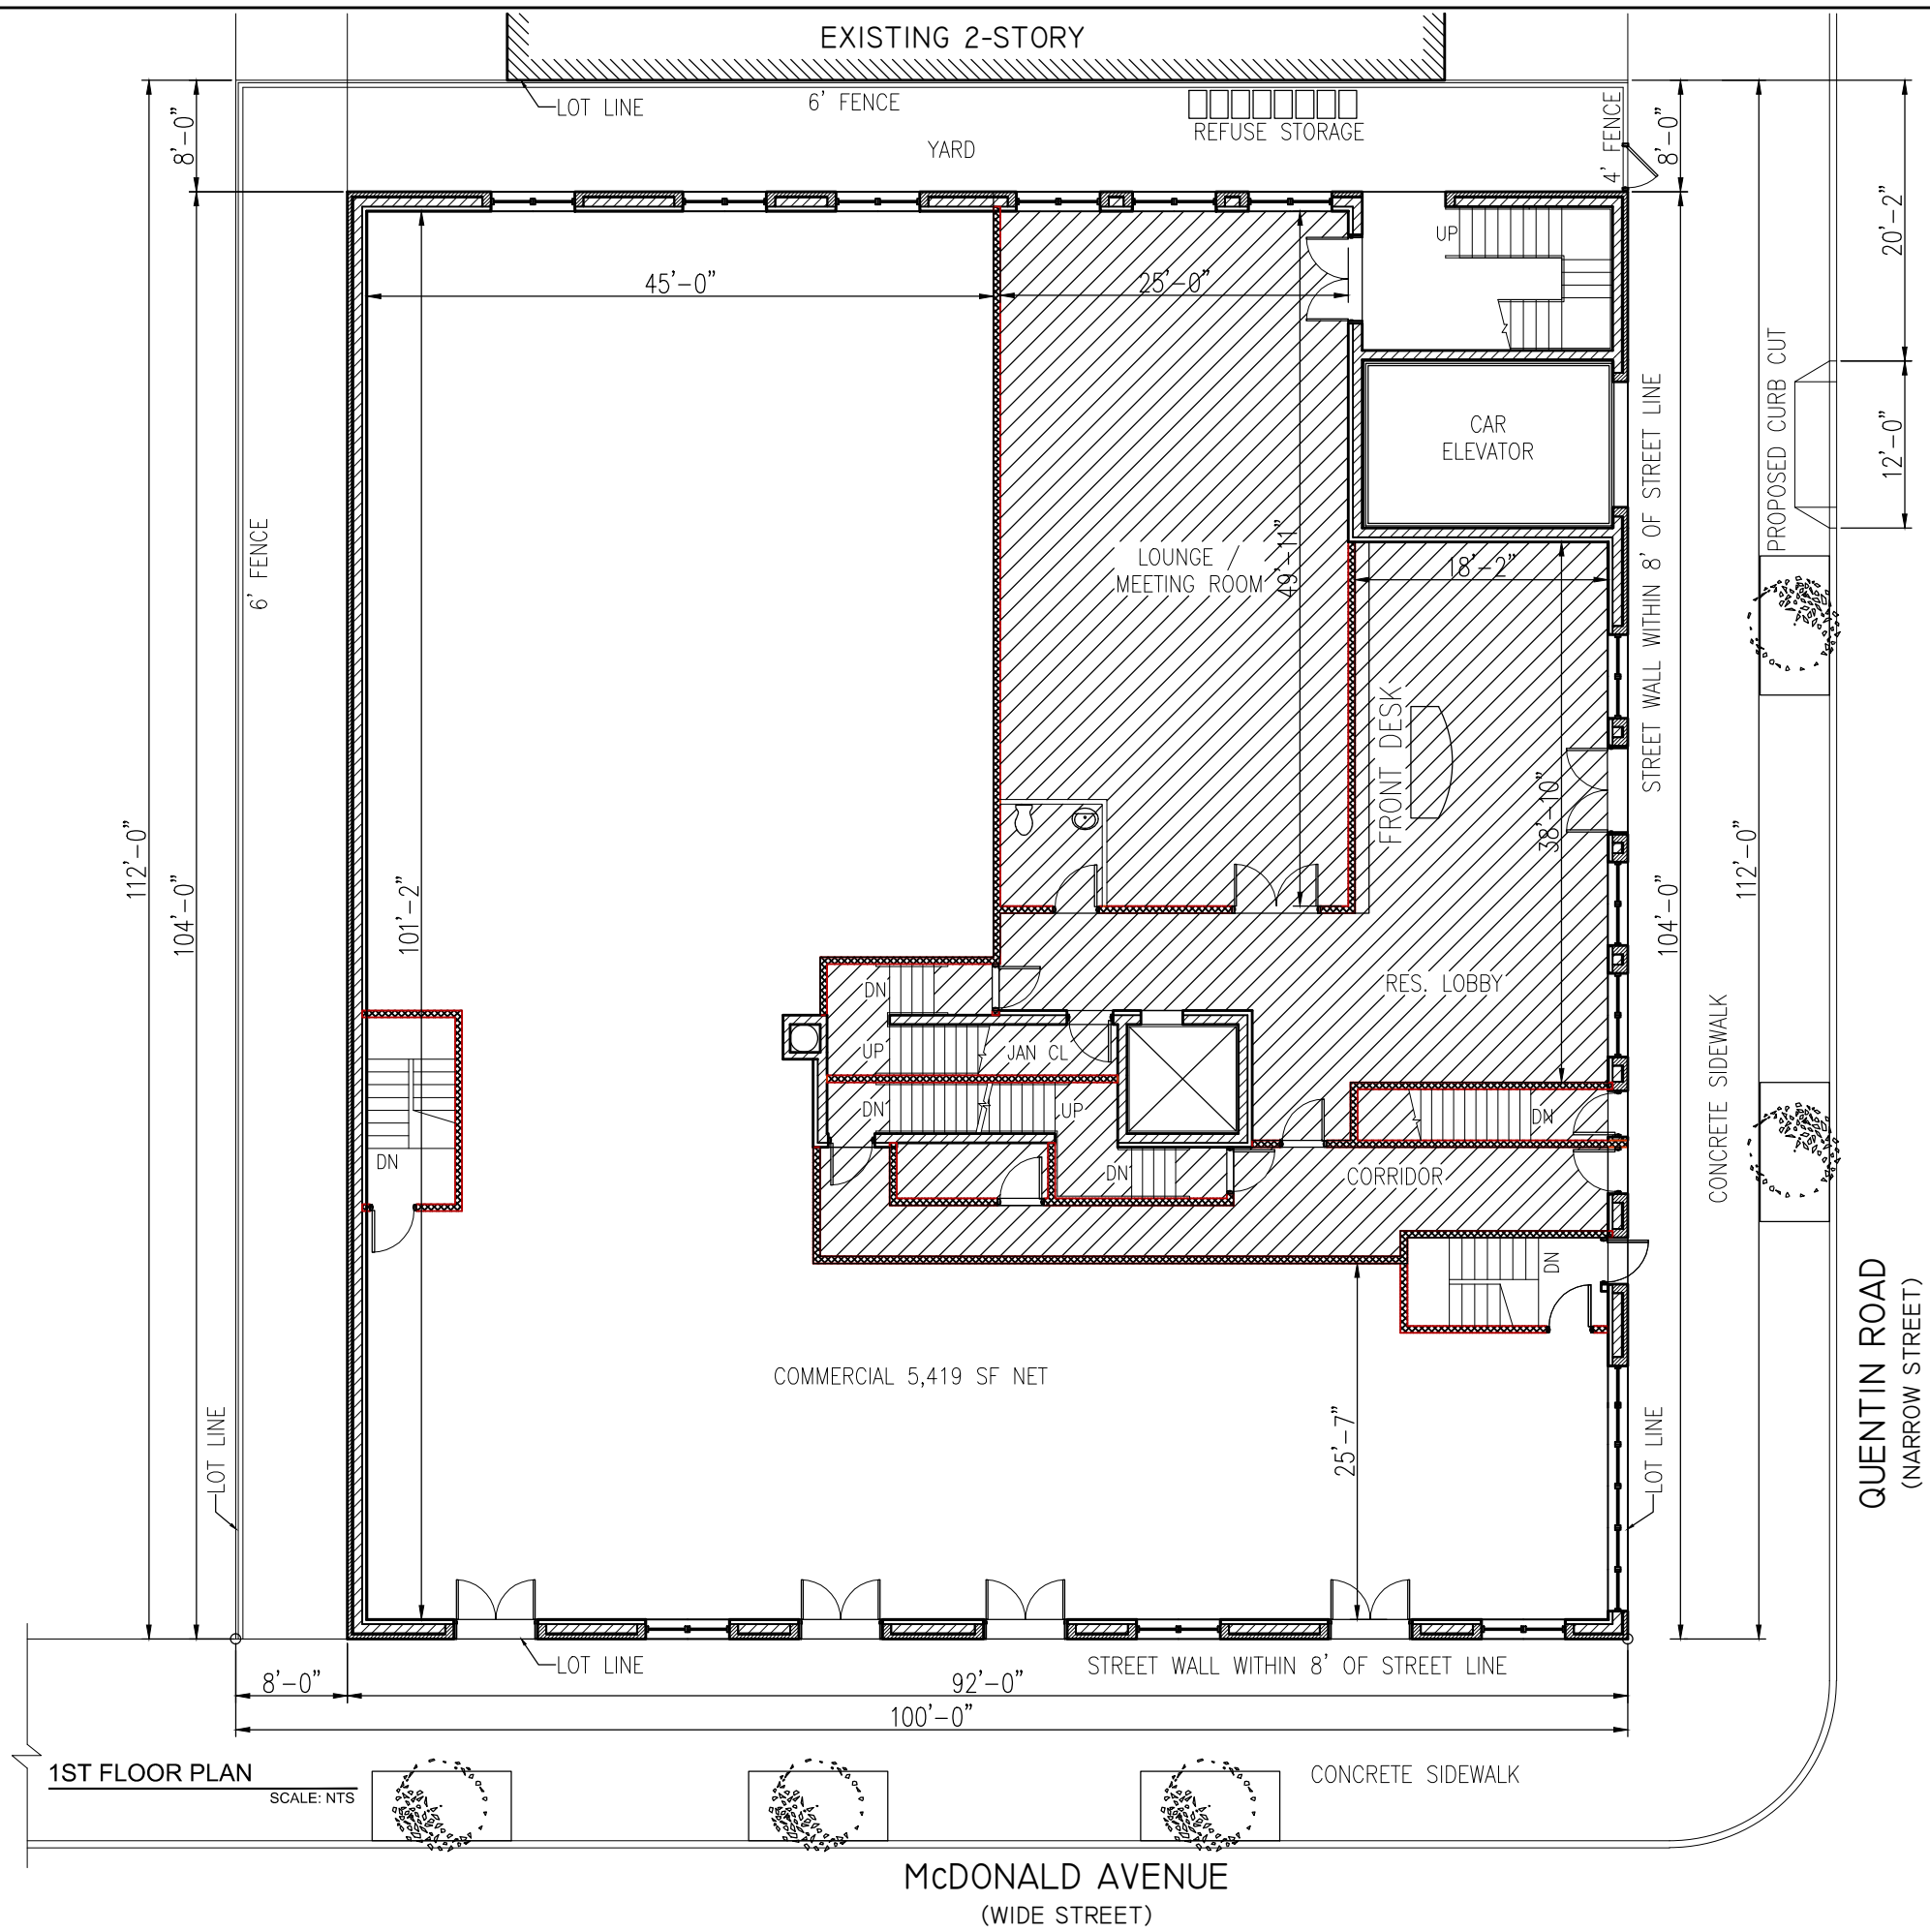 EXISTING 2-STORY
LOT LINE
6' FENCE
REFUSE STORAGE
YARD
4' FENCE
8'-0"
8'-0"
20'-2"
UP
45'-0"
25'-0"
CAR
ELEVATOR
STREET WALL WITHIN 8' OF STREET LINE
PROPOSED CURB CUT
12'-0"
6' FENCE
LOUNGE /
MEETING ROOM
49'-11"
18'-2"
FRONT DESK
38'-10"
112'-0"
104'-0"
101'-2"
104'-0"
112'-0"
RES. LOBBY
CONCRETE SIDEWALK
DN
UP
JAN CL
DN
UP
DN
DN
DN
CORRIDOR
DN
COMMERCIAL 5,419 SF NET
25'-7"
LOT LINE
LOT LINE
QUENTIN ROAD
(NARROW STREET)
LOT LINE
STREET WALL WITHIN 8' OF STREET LINE
8'-0"
92'-0"
100'-0"
1ST FLOOR PLAN
SCALE: NTS
CONCRETE SIDEWALK
McDONALD AVENUE
(WIDE STREET)